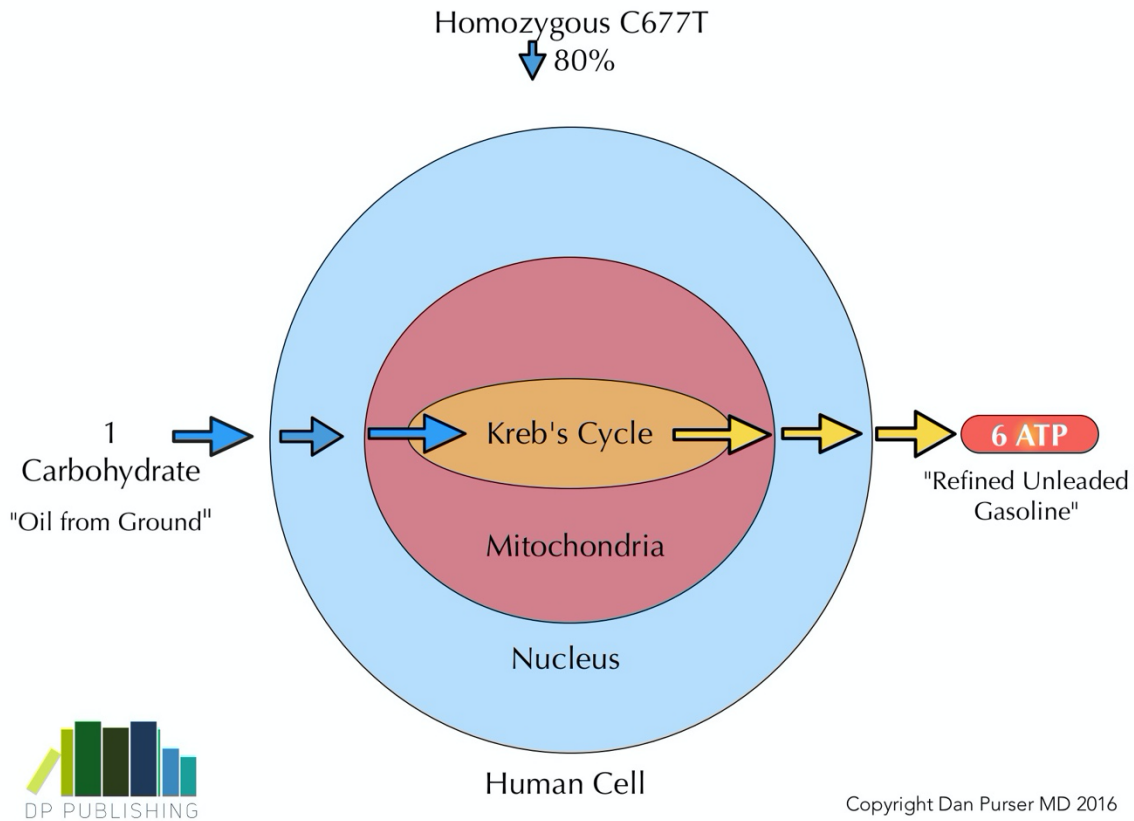 Homozygous C677T
80%
1
Carbohydrate
"Oil from Ground"
Kreb's Cycle
6 ATP
"Refined Unleaded
Gasoline"
Mitochondria
Nucleus
Human Cell
DP PUBLISHING
Copyright Dan Purser MD 2016